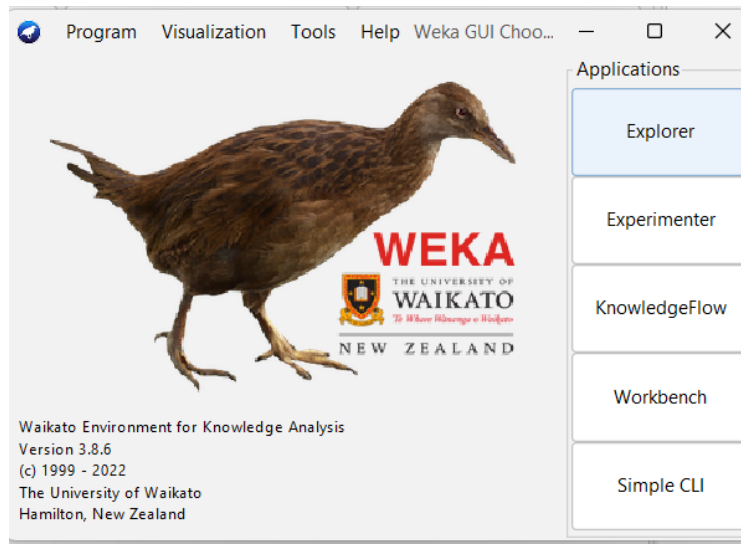 Program Visualization Tools Help Weka GUI Choo...
Applications
Explorer
Experimenter
KnowledgeFlow
Workbench
Simple CLI
WEKA
THE UNIVERSITY OF
WAIKATO
Te Whare Wānanga o Waikato
NEW ZEALAND
Waikato Environment for Knowledge Analysis
Version 3.8.6
(c) 1999 - 2022
The University of Waikato
Hamilton, New Zealand